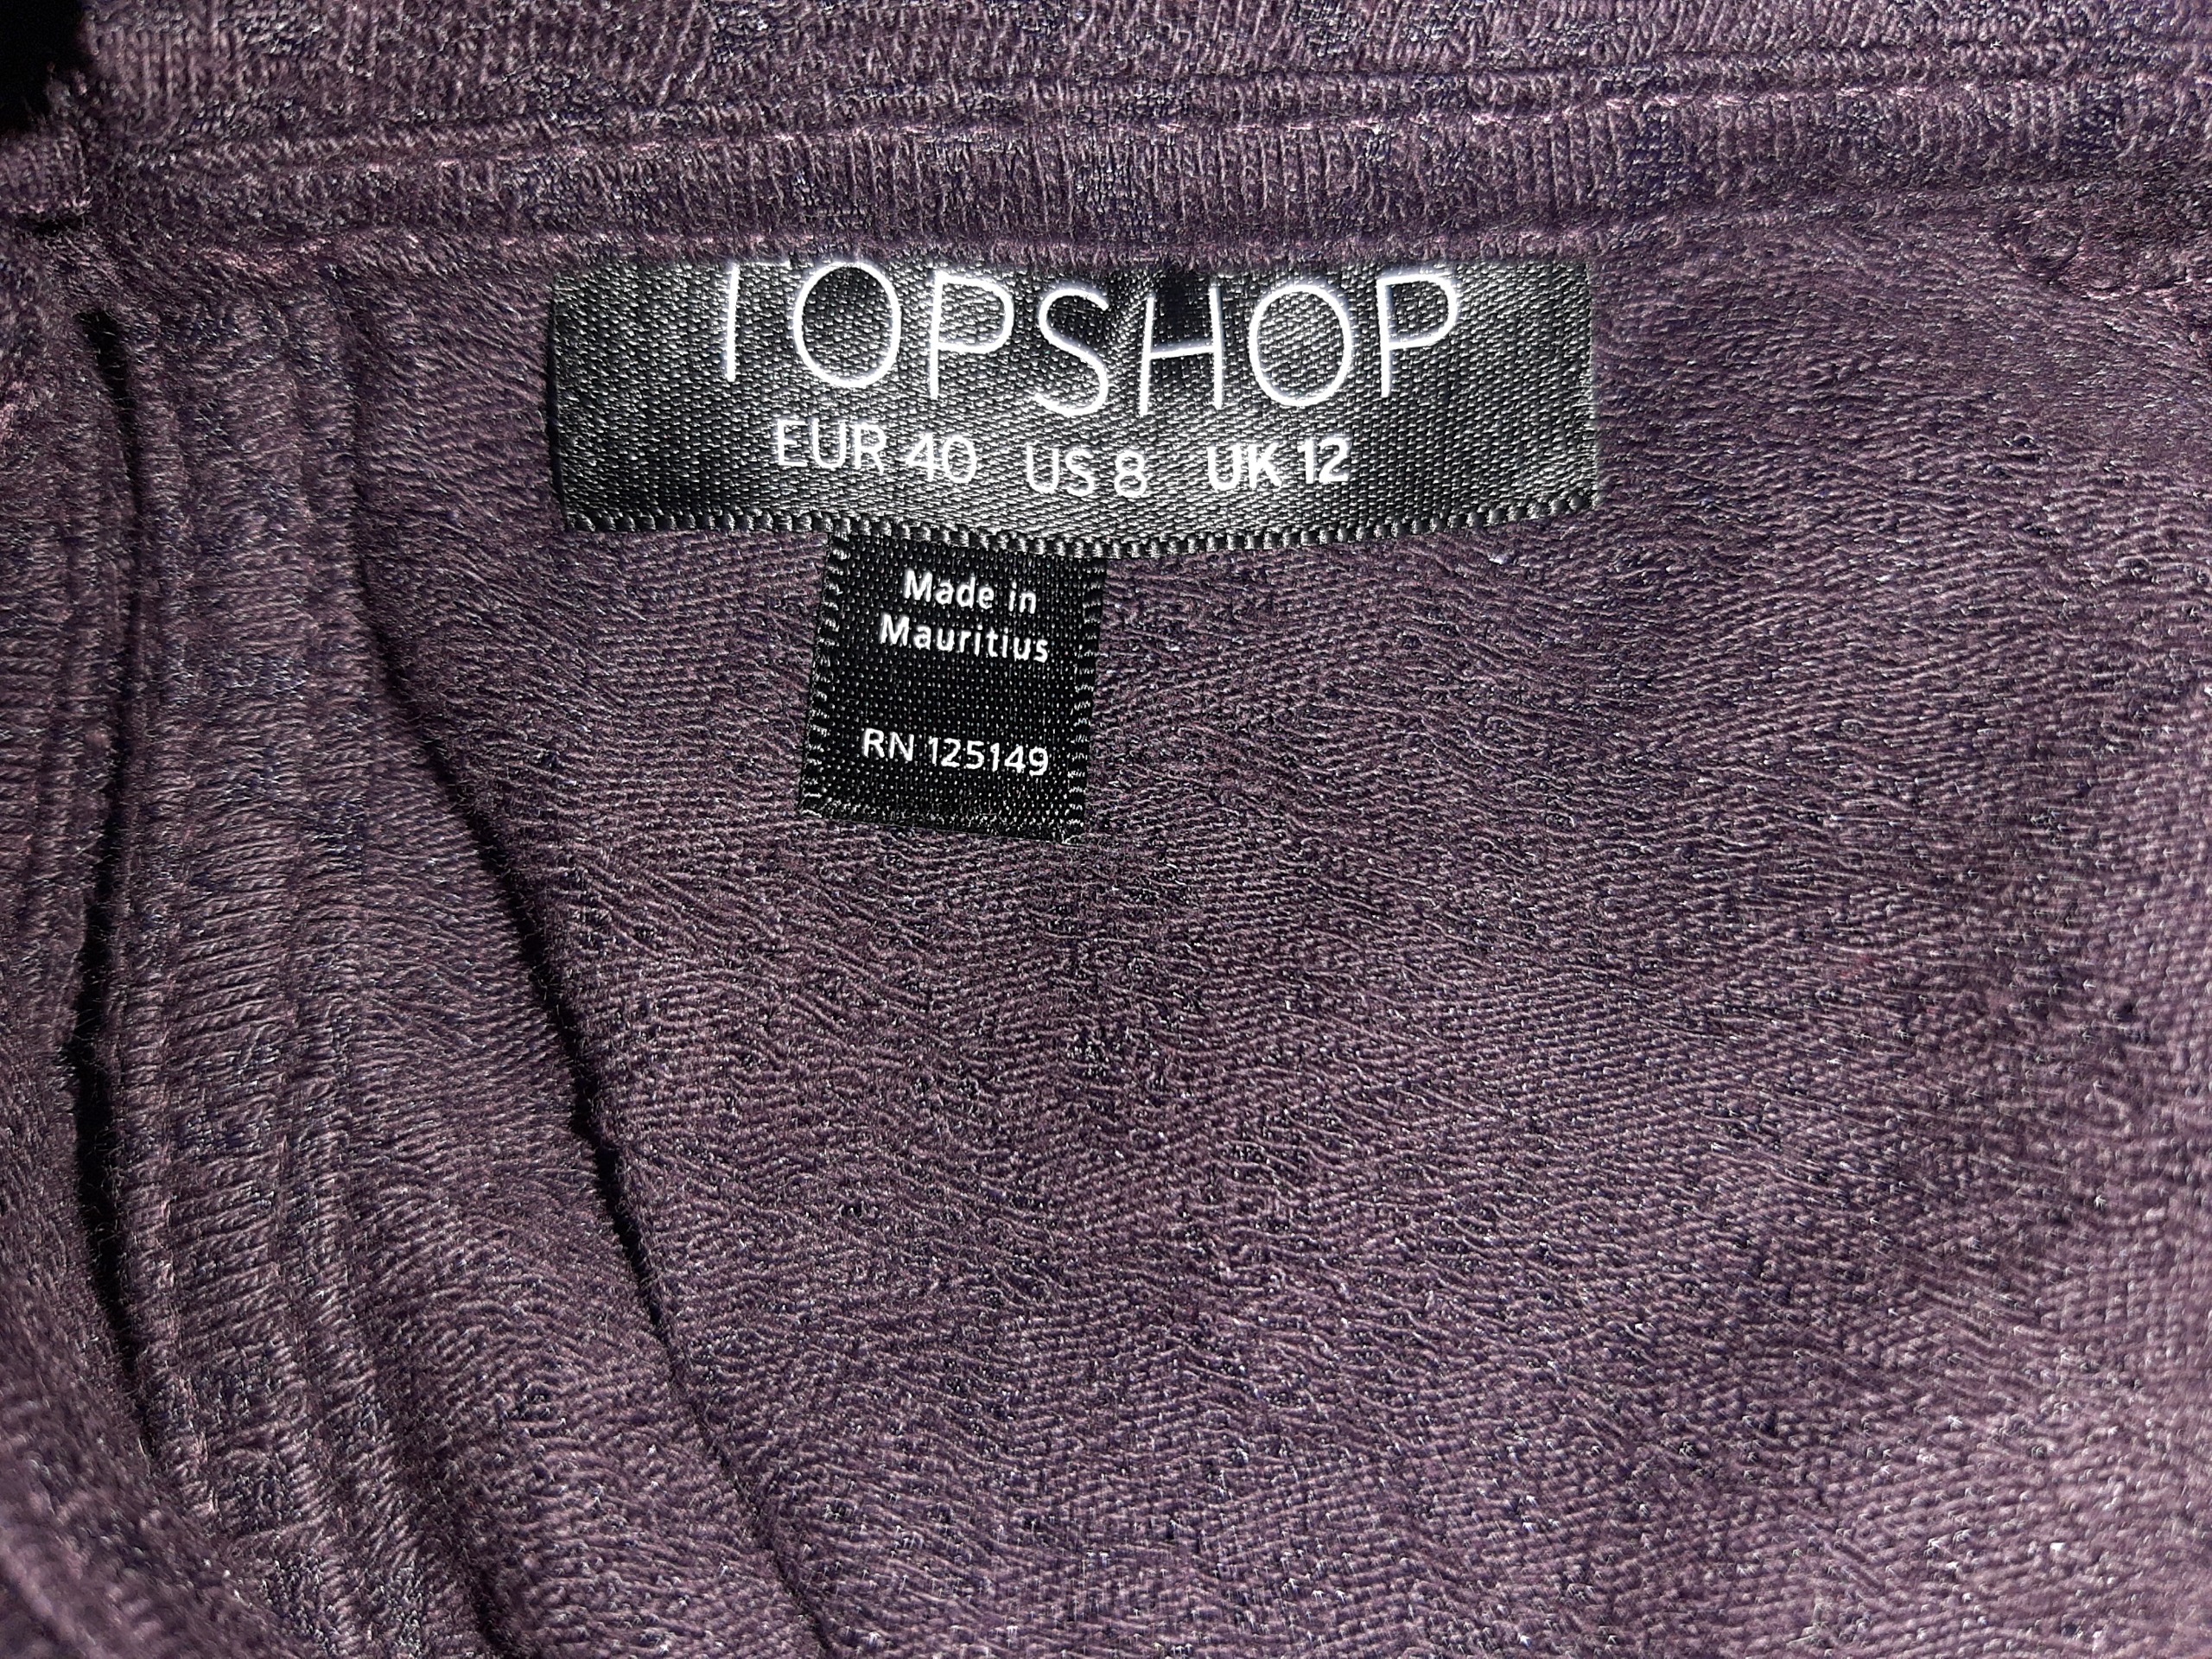 TOPSHOP
EUR 40 US 8 UK 12
Made in
Mauritius
RN 125149